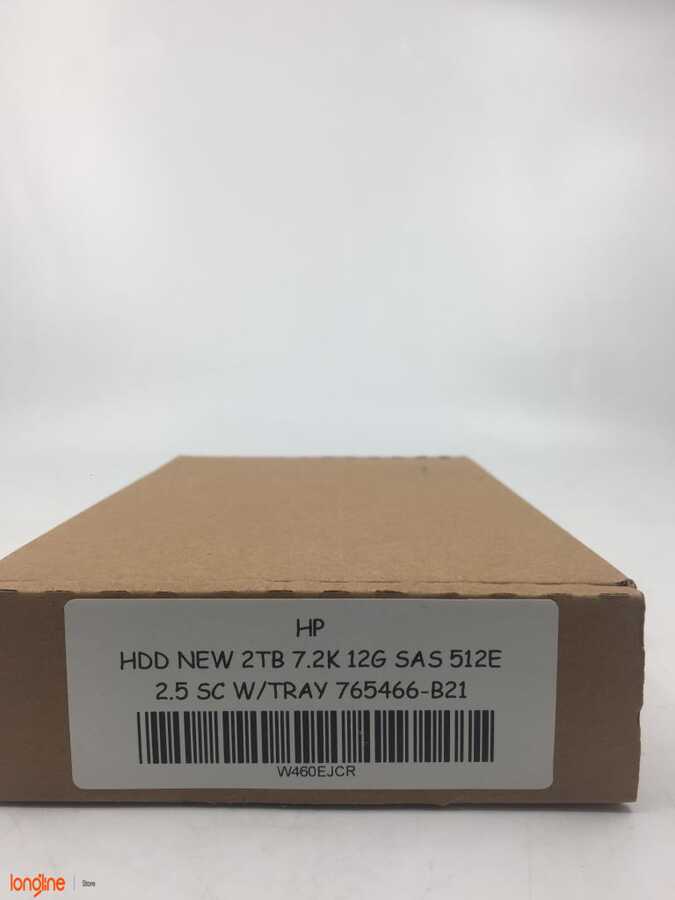 HP
HDD NEW 2TB 7.2K 12G SAS 512E
2.5 SC W/TRAY 765466-B21
W460EJCR
longline | Store